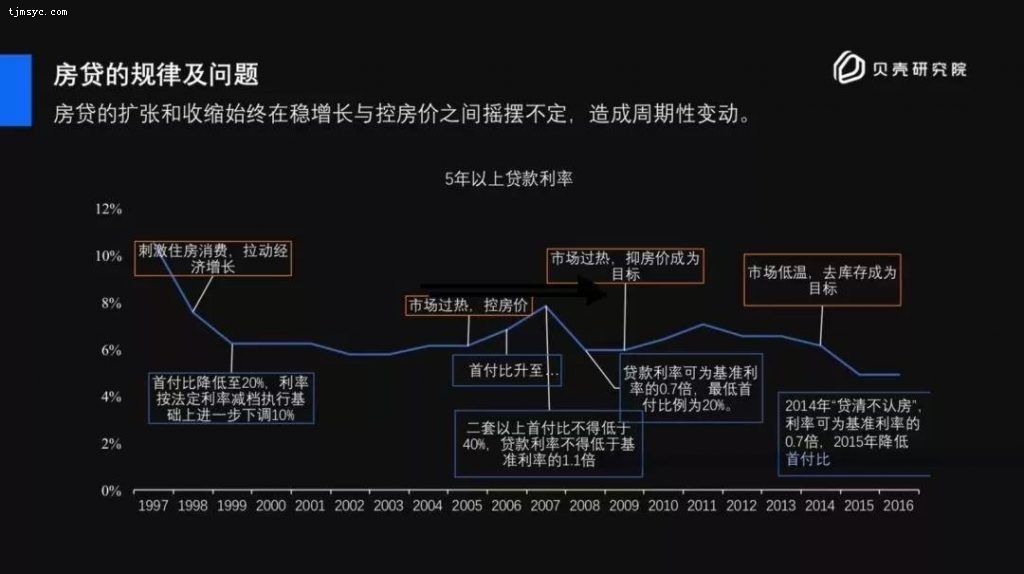 tjmsyc.com
房贷的规律及问题
贝壳研究院
房贷的扩张和收缩始终在稳增长与控房价之间摇摆不定，造成周期性变动。
5年以上贷款利率
12%
10%
8%
6%
4%
2%
0%
刺激住房消费，拉动经
济增长
市场过热，控房价
市场过热，抑房价成为
目标
市场低温，去库存成为
目标
首付比降低至20%，利率
按法定利率减档执行基
础上进一步下调10%
首付比升至…
二套以上首付比不得低于
40%，贷款利率不得低于基
准利率的1.1倍
贷款利率可为基准利
率的0.7倍，最低首
付比例为20%。
2014年“贷清不认房”，
利率可为基准利率的
0.7倍，2015年降低
首付比
1997 1998 1999 2000 2001 2002 2003 2004 2005 2006 2007 2008 2009 2010 2011 2012 2013 2014 2015 2016